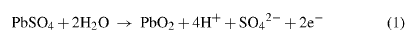 PbSO₄ + 2H₂O → PbO₂ + 4H⁺ + SO₄²⁻ + 2e⁻ (1)